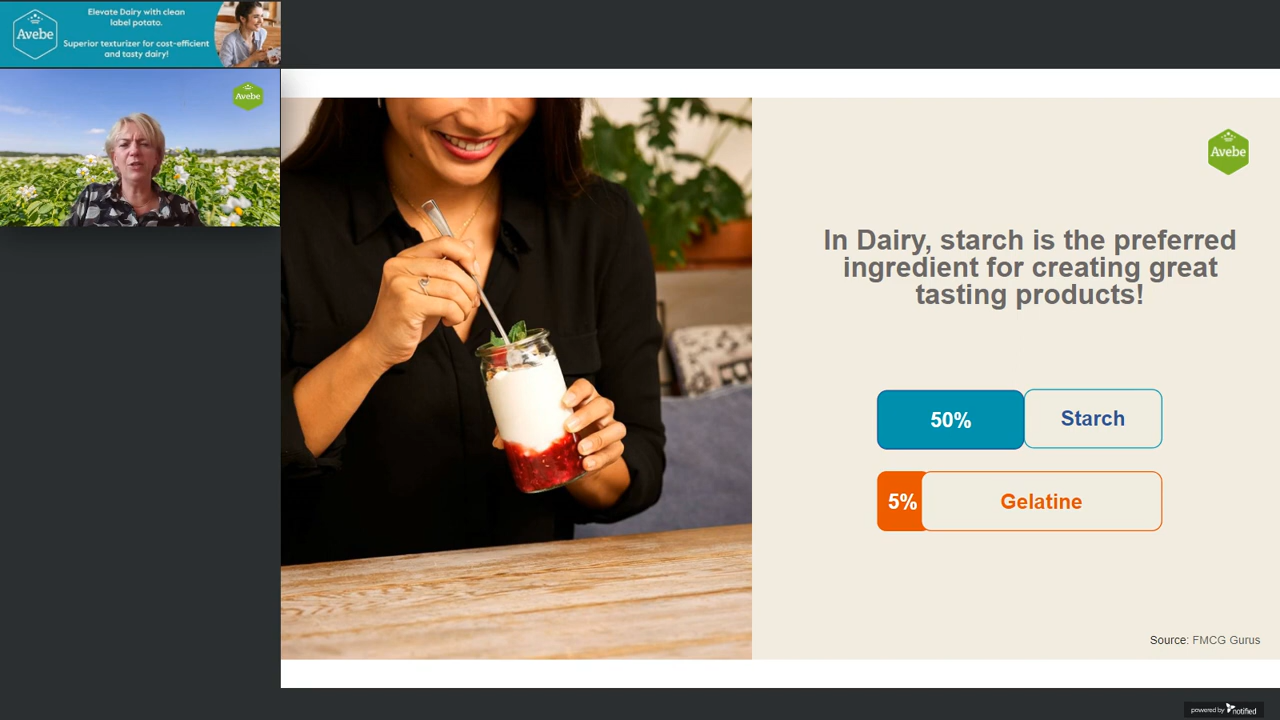 Elevate Dairy with clean
label potato.
Avebe
Superior texturizer for cost-efficient
and tasty dairy!
Avebe
Avebe
In Dairy, starch is the preferred
ingredient for creating great
tasting products!
50%
Starch
5%
Gelatine
Source: FMCG Gurus
powered by notified